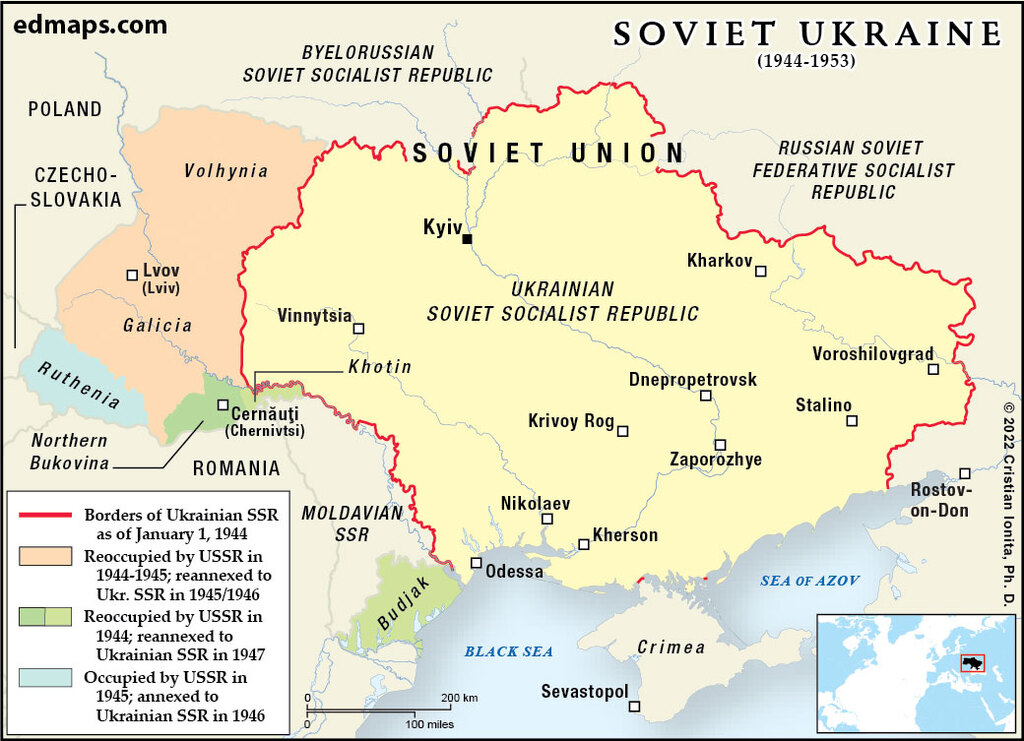 edmaps.com
SOVIET UKRAINE
(1944-1953)
BYELORUSSIAN
SOVIET SOCIALIST REPUBLIC
POLAND
CZECHO-
SLOVAKIA
Volhynia
SOVIET UNION
RUSSIAN SOVIET
FEDERATIVE SOCIALIST
REPUBLIC
Kyiv
Kharkov
Lvov
(Lviv)
Galicia
UKRAINIAN
SOVIET SOCIALIST REPUBLIC
Vinnytsia
Khotin
Voroshilovgrad
Ruthenia
Dnepropetrovsk
Stalino
Cernăuţi
(Chernivtsi)
Krivoy Rog
Zaporozhye
Northern
Bukovina
ROMANIA
Rostov-
on-Don
MOLDAVIAN
SSR
Nikolaev
Kherson
Odessa
Budjak
SEA OF AZOV
BLACK SEA
Crimea
Sevastopol
Borders of Ukrainian SSR
as of January 1, 1944
Reoccupied by USSR in
1944-1945; reannexed to
Ukr. SSR in 1945/1946
Reoccupied by USSR in
1944; reannexed to
Ukrainian SSR in 1947
Occupied by USSR in
1945; annexed to
Ukrainian SSR in 1946
0 200 km
0 100 miles
© 2022 Cristian Ionita, Ph. D.